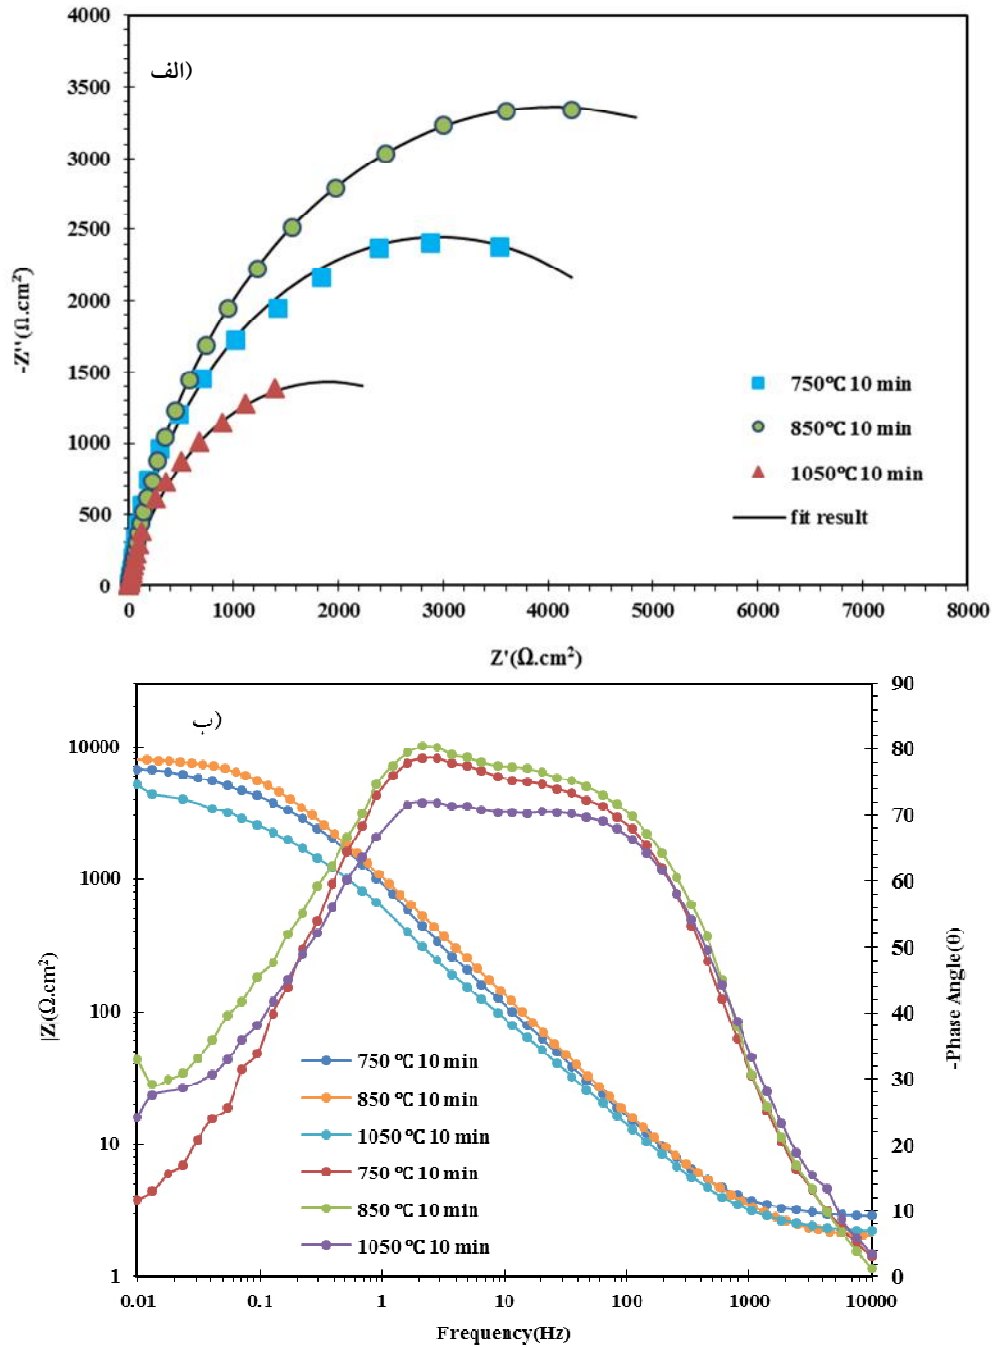 4000
3500
3000
2500
2000
1500
1000
500
0
الف)
-Z''(Ω.cm²)
750℃ 10 min
850℃ 10 min
1050℃ 10 min
fit result
0 1000 2000 3000 4000 5000 6000 7000 8000
Z'(Ω.cm²)
ب)
10000
1000
100
10
1
|Z(Ω.cm²)
90
80
70
60
50
40
30
20
10
0
-Phase Angle(θ)
750 ℃ 10 min
850 ℃ 10 min
1050 ℃ 10 min
750 ℃ 10 min
850 ℃ 10 min
1050 ℃ 10 min
0.01 0.1 1 10 100 1000 10000
Frequency(Hz)